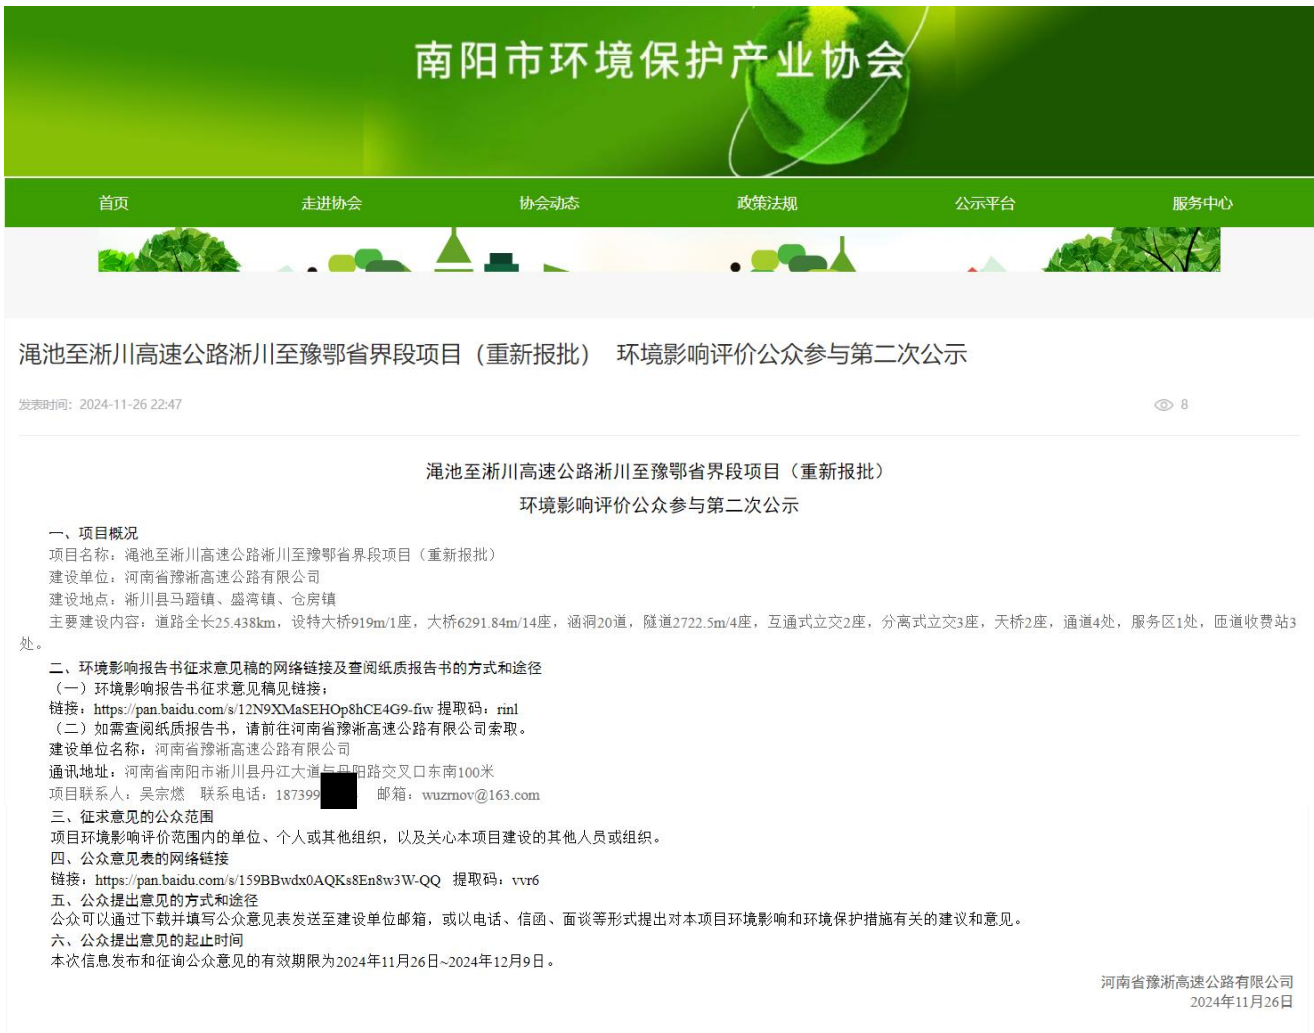 南阳市环境保护产业协会
首页 走进协会 协会动态 政策法规 公示平台 服务中心
渑池至淅川高速公路淅川至豫鄂省界段项目（重新报批） 环境影响评价公众参与第二次公示
发表时间：2024-11-26 22:47 8
渑池至淅川高速公路淅川至豫鄂省界段项目（重新报批）
环境影响评价公众参与第二次公示
一、项目概况
项目名称：渑池至淅川高速公路淅川至豫鄂省界段项目（重新报批）
建设单位：河南省豫淅高速公路有限公司
建设地点：淅川县马蹬镇、盛湾镇、仓房镇
主要建设内容：道路全长25.438km，设特大桥919m/1座，大桥6291.84m/14座，涵洞20道，隧道2722.5m/4座，互通式立交2座，分离式立交3座，天桥2座，通道4处，服务区1处，匝道收费站3
处。
二、环境影响报告书征求意见稿的网络链接及查阅纸质报告书的方式和途径
（一）环境影响报告书征求意见稿见链接：
链接：https://pan.baidu.com/s/12N9XMaSEHOp8hCE4G9-fiw 提取码：rinl
（二）如需查阅纸质报告书，请前往河南省豫淅高速公路有限公司索取。
建设单位名称：河南省豫淅高速公路有限公司
通讯地址：河南省南阳市淅川县丹江大道与丹阳路交叉口东南100米
项目联系人：吴宗燃 联系电话：187399 邮箱：wuzrnov@163.com
三、征求意见的公众范围
项目环境影响评价范围内的单位、个人或其他组织，以及关心本项目建设的其他人员或组织。
四、公众意见表的网络链接
链接：https://pan.baidu.com/s/159BBwdx0AQKs8En8w3W-QQ 提取码：vvr6
五、公众提出意见的方式和途径
公众可以通过下载并填写公众意见表发送至建设单位邮箱，或以电话、信函、面谈等形式提出对本项目环境影响和环境保护措施有关的建议和意见。
六、公众提出意见的起止时间
本次信息发布和征询公众意见的有效期限为2024年11月26日~2024年12月9日。
河南省豫淅高速公路有限公司
2024年11月26日